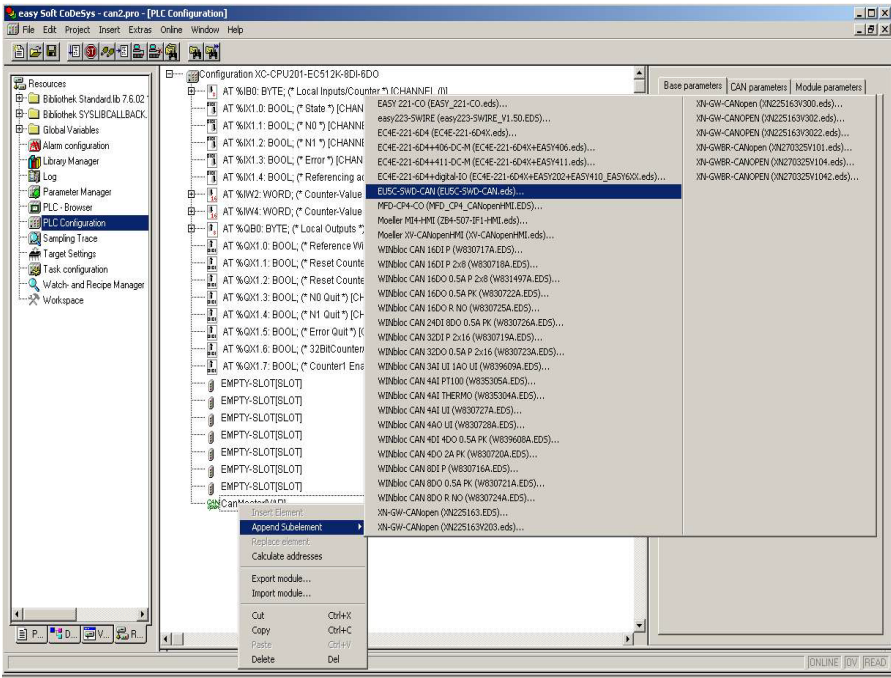 easy Soft CoDeSys - can2.pro - [PLC Configuration]
File Edit Project Insert Extras Online Window Help
Resources
Bibliothek Standard.lib 7.6.02
Bibliothek SYSLIBCALLBACK.
Global Variables
Alarm configuration
Library Manager
Log
Parameter Manager
PLC - Browser
PLC Configuration
Sampling Trace
Target Settings
Task configuration
Watch- and Recipe Manager
Workspace
P... D... V... R...
Configuration XC-CPU201-EC512K-8DI-6DO
AT %IB0: BYTE; (* Local Inputs/Counter *) [CHANNEL (I)]
AT %IX1.0: BOOL; (* State *) [CHAN
AT %IX1.1: BOOL; (* N0 *) [CHANNE
AT %IX1.2: BOOL; (* N1 *) [CHANNE
AT %IX1.3: BOOL; (* Error *) [CHAN
AT %IX1.4: BOOL; (* Referencing ac
AT %IW2: WORD; (* Counter-Value
AT %IW4: WORD; (* Counter-Value
AT %QB0: BYTE; (* Local Outputs *)
AT %QX1.0: BOOL; (* Reference Wi
AT %QX1.1: BOOL; (* Reset Counte
AT %QX1.2: BOOL; (* Reset Counte
AT %QX1.3: BOOL; (* N0 Quit *) [CH
AT %QX1.4: BOOL; (* N1 Quit *) [CH
AT %QX1.5: BOOL; (* Error Quit *) [C
AT %QX1.6: BOOL; (* 32BitCounter/
AT %QX1.7: BOOL; (* Counter1 Ena
EMPTY-SLOT[SLOT]
EMPTY-SLOT[SLOT]
EMPTY-SLOT[SLOT]
EMPTY-SLOT[SLOT]
EMPTY-SLOT[SLOT]
EMPTY-SLOT[SLOT]
EMPTY-SLOT[SLOT]
CanMaster[VAR]
Insert Element
Append Subelement
Replace element
Calculate addresses
Export module...
Import module...
Cut Ctrl+X
Copy Ctrl+C
Paste Ctrl+V
Delete Del
EASY 221-CO (EASY_221-CO.eds)...
easy223-SWIRE (easy223-SWIRE_V1.50.EDS)...
EC4E-221-6D4 (EC4E-221-6D4X.eds)...
EC4E-221-6D4+406-DC-M (EC4E-221-6D4X+EASY406.eds)...
EC4E-221-6D4+411-DC-M (EC4E-221-6D4X+EASY411.eds)...
EC4E-221-6D4+digital-IO (EC4E-221-6D4X+EASY202+EASY410_EASY6XX.eds)...
EU5C-SWD-CAN (EU5C-SWD-CAN.eds)...
MFD-CP4-CO (MFD_CP4_CANopenHMI.EDS)...
Moeller MI4-HMI (ZB4-507-IF1-HMI.eds)...
Moeller XV-CANopenHMI (XV-CANopenHMI.eds)...
WINbloc CAN 16DI P (W830717A.EDS)...
WINbloc CAN 16DI P 2x8 (W830718A.EDS)...
WINbloc CAN 16DO 0.5A P 2x8 (W831497A.EDS)...
WINbloc CAN 16DO 0.5A PK (W830722A.EDS)...
WINbloc CAN 16DO R NO (W830725A.EDS)...
WINbloc CAN 24DI 8DO 0.5A PK (W830726A.EDS)...
WINbloc CAN 32DI P 2x16 (W830719A.EDS)...
WINbloc CAN 32DO 0.5A P 2x16 (W830723A.EDS)...
WINbloc CAN 3AI UI 1AO UI (W839609A.EDS)...
WINbloc CAN 4AI PT100 (W835305A.EDS)...
WINbloc CAN 4AI THERMO (W835304A.EDS)...
WINbloc CAN 4AI UI (W830727A.EDS)...
WINbloc CAN 4AO UI (W830728A.EDS)...
WINbloc CAN 4DI 4DO 0.5A PK (W839608A.EDS)...
WINbloc CAN 4DO 2A PK (W830720A.EDS)...
WINbloc CAN 8DI P (W830716A.EDS)...
WINbloc CAN 8DO 0.5A PK (W830721A.EDS)...
WINbloc CAN 8DO R NO (W830724A.EDS)...
XN-GW-CANopen (XN225163.EDS)...
XN-GW-CANopen (XN225163V203.eds)...
Base parameters CAN parameters Module parameters
XN-GW-CANopen (XN225163V300.eds)...
XN-GW-CANOPEN (XN225163V302.eds)...
XN-GW-CANOPEN (XN225163V3022.eds)...
XN-GWBR-CANopen (XN270325V101.eds)...
XN-GWBR-CANOPEN (XN270325V104.eds)...
XN-GWBR-CANOPEN (XN270325V1042.eds)...
ONLINE OV READ